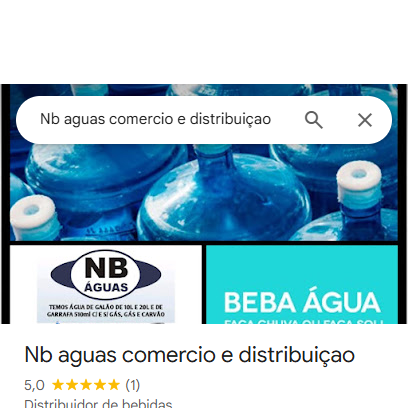 Nb aguas comercio e distribuiçao
NB
ÁGUAS
TEMOS ÁGUA DE GALÃO DE 10L E 20L E DE
GARRAFA 510ml C/ E S/ GÁS, GÁS E CARVÃO
BEBA ÁGUA
FAÇA CHUVA OU FAÇA SOL!
Nb aguas comercio e distribuiçao
5,0 (1)
Distribuidor de bebidas